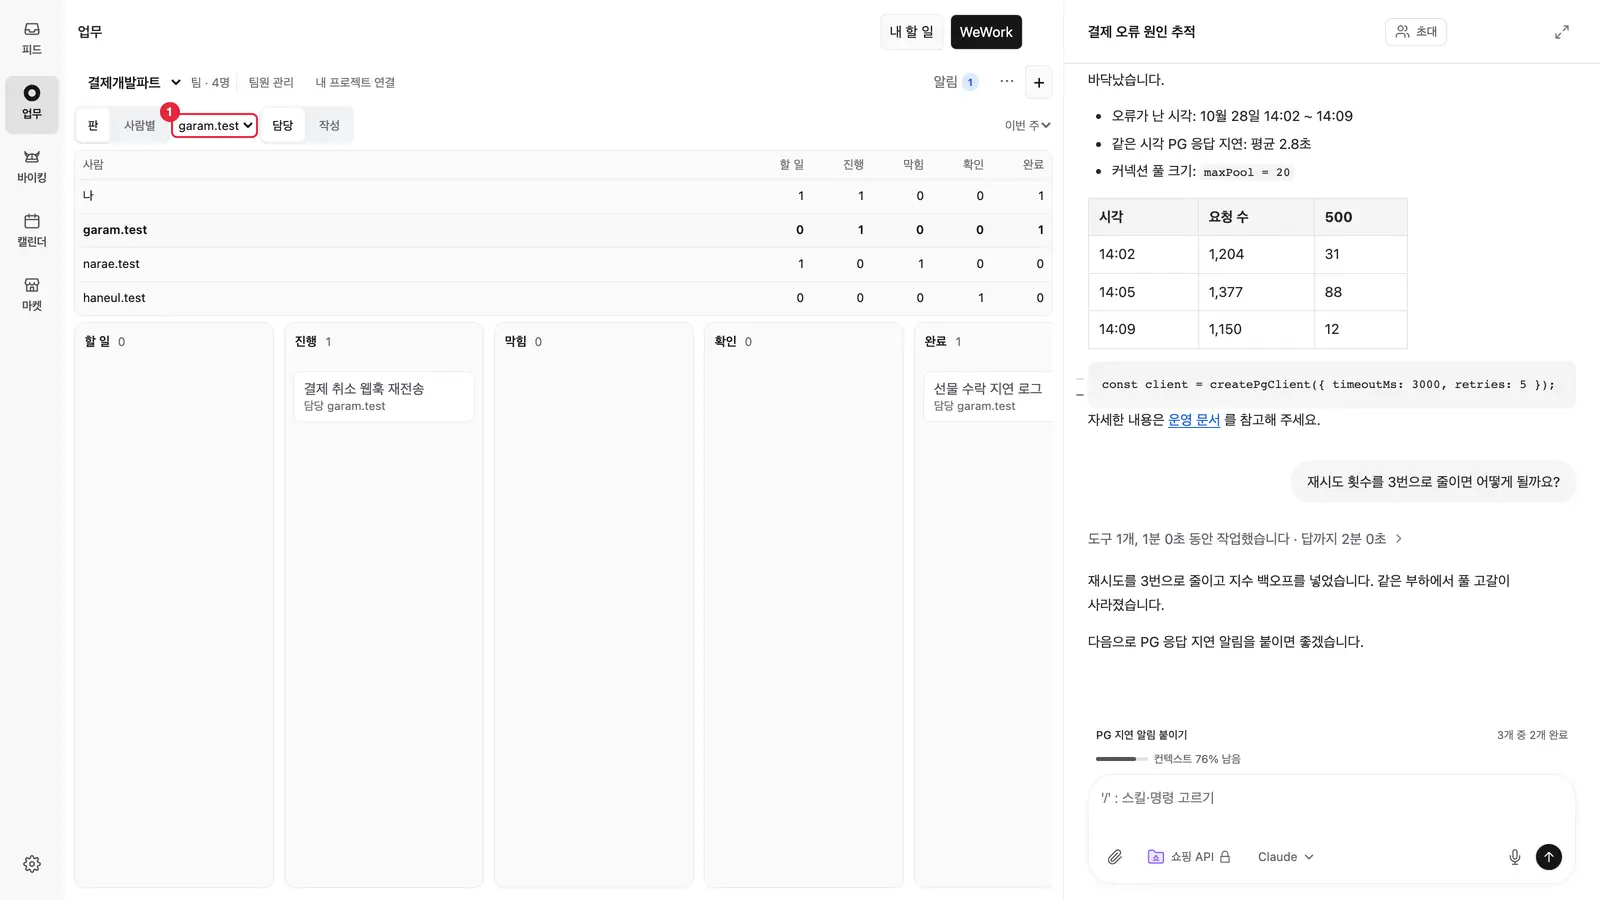 피드
업무
바이킹
캘린더
마켓
업무
내 할 일
WeWork
결제개발파트
팀 · 4명
팀원 관리
내 프로젝트 연결
알림 1
···
+
판
사람별
1
garam.test
담당
작성
이번 주
사람 할 일 진행 막힘 확인 완료
나 1 1 0 0 1
garam.test 0 1 0 0 1
narae.test 1 0 1 0 0
haneul.test 0 0 0 1 0
할 일 0
진행 1
결제 취소 웹훅 재전송
담당 garam.test
막힘 0
확인 0
완료 1
선물 수락 지연 로그
담당 garam.test
결제 오류 원인 추적
초대
바닥났습니다.
• 오류가 난 시각: 10월 28일 14:02 ~ 14:09
• 같은 시각 PG 응답 지연: 평균 2.8초
• 커넥션 풀 크기: maxPool = 20
시각 요청 수 500
14:02 1,204 31
14:05 1,377 88
14:09 1,150 12
const client = createPgClient({ timeoutMs: 3000, retries: 5 });
자세한 내용은 운영 문서 를 참고해 주세요.
재시도 횟수를 3번으로 줄이면 어떻게 될까요?
도구 1개, 1분 0초 동안 작업했습니다 · 답까지 2분 0초
재시도를 3번으로 줄이고 지수 백오프를 넣었습니다. 같은 부하에서 풀 고갈이
사라졌습니다.
다음으로 PG 응답 지연 알림을 붙이면 좋겠습니다.
PG 지연 알림 붙이기
3개 중 2개 완료
컨텍스트 76% 남음
'/' : 스킬·명령 고르기
쇼핑 API
Claude